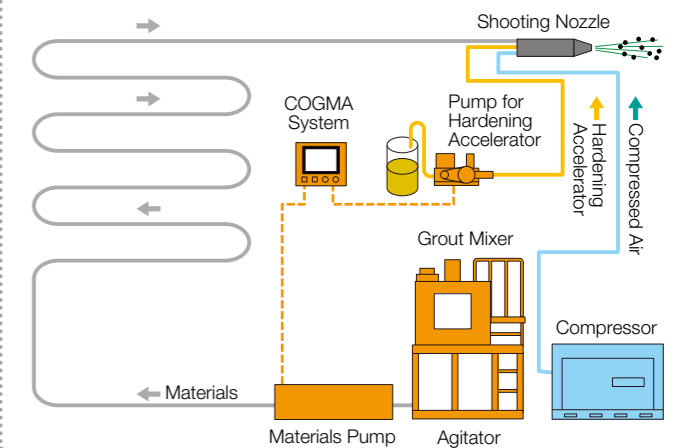 Shooting Nozzle
COGMA
System
Pump for
Hardening
Accelerator
Hardening
Accelerator
Compressed Air
Grout Mixer
Compressor
Materials
Materials Pump
Agitator